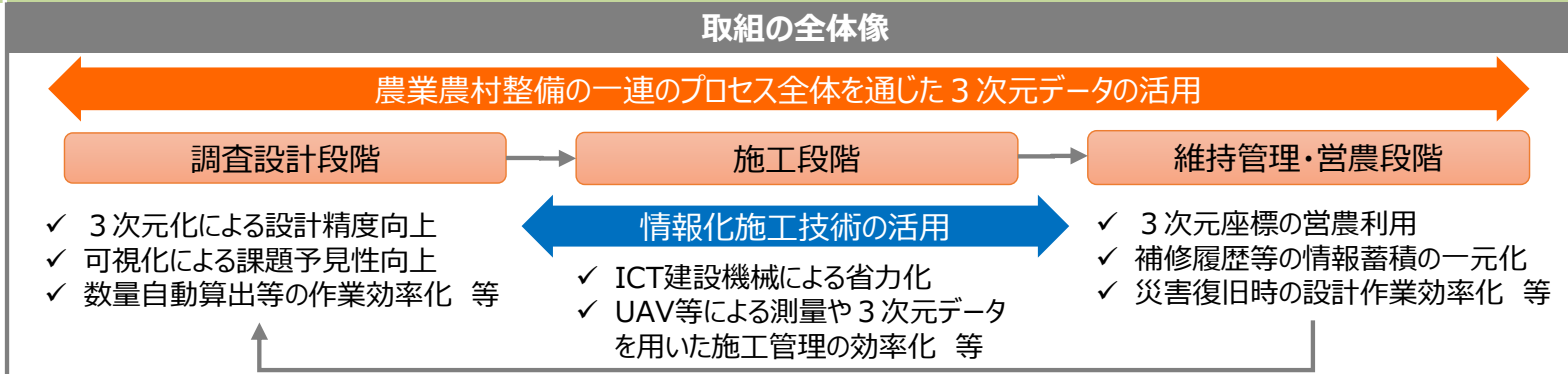 取組の全体像
農業農村整備の一連のプロセス全体を通じた３次元データの活用
調査設計段階
施工段階
維持管理・営農段階
✓ ３次元化による設計精度向上
✓ 可視化による課題予見性向上
✓ 数量自動算出等の作業効率化 等
情報化施工技術の活用
✓ ICT建設機械による省力化
✓ UAV等による測量や３次元データ
を用いた施工管理の効率化 等
✓ ３次元座標の営農利用
✓ 補修履歴等の情報蓄積の一元化
✓ 災害復旧時の設計作業効率化 等